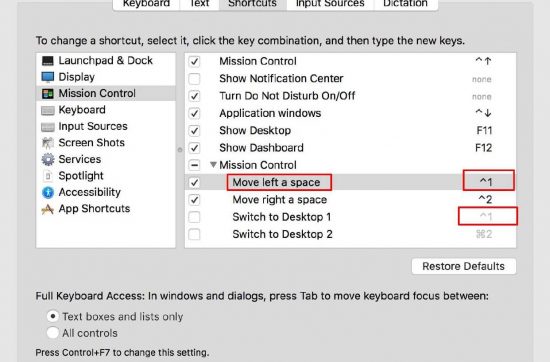 Keyboard Text Shortcuts Input Sources Dictation
To change a shortcut, select it, click the key combination, and then type the new keys.
Launchpad & Dock
Display
Mission Control
Keyboard
Input Sources
Screen Shots
Services
Spotlight
Accessibility
App Shortcuts
Mission Control ^↑
Show Notification Center none
Turn Do Not Disturb On/Off none
Application windows ^↓
Show Desktop F11
Show Dashboard F12
Mission Control
Move left a space ^1
Move right a space ^2
Switch to Desktop 1 ^1
Switch to Desktop 2 ⌘2
Restore Defaults
Full Keyboard Access: In windows and dialogs, press Tab to move keyboard focus between:
Text boxes and lists only
All controls
Press Control+F7 to change this setting.